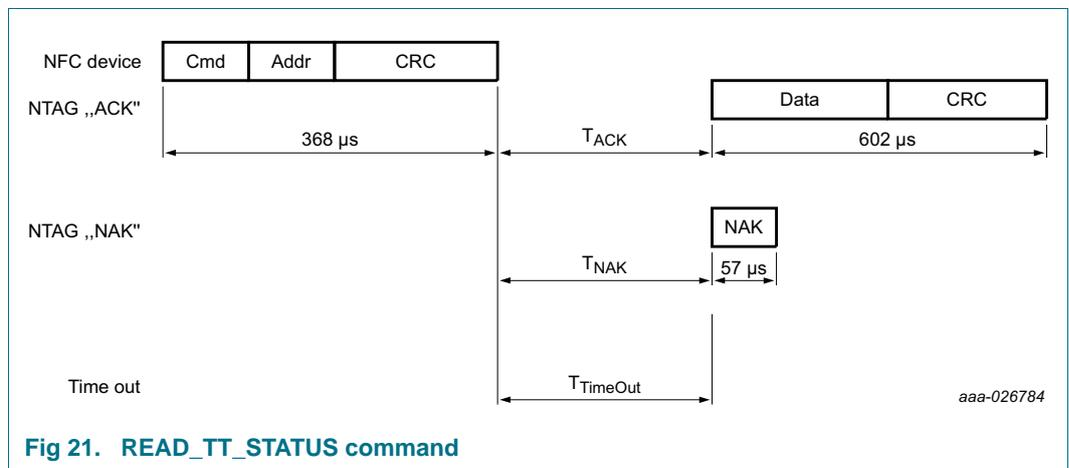 NFC device Cmd Addr CRC
NTAG ,,ACK" Data CRC
368 µs TACK 602 µs
NTAG ,,NAK" NAK
TNAK 57 µs
Time out TTimeOut aaa-026784
Fig 21. READ_TT_STATUS command